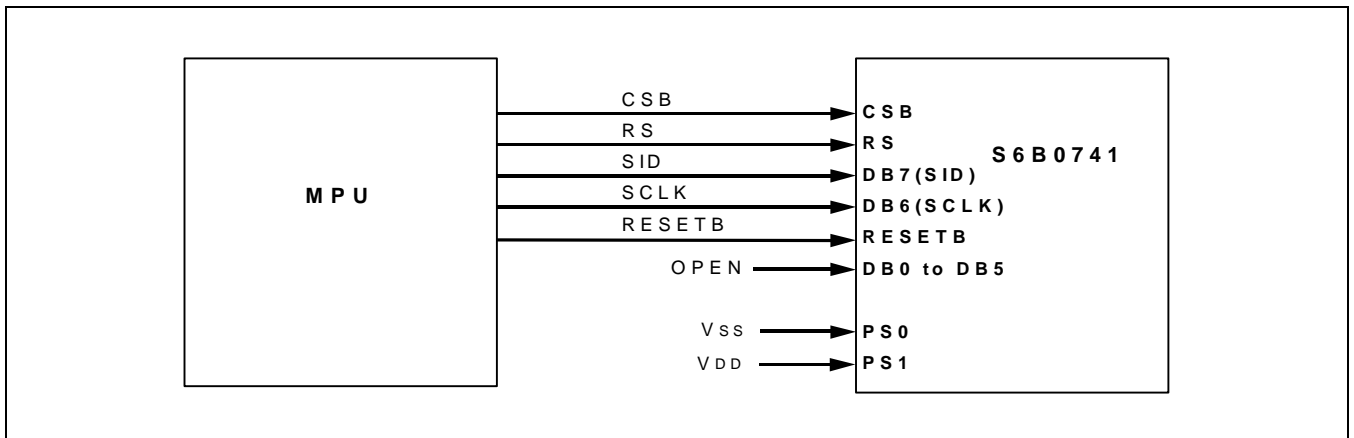 MPU
CSB
RS
SID
SCLK
RESETB
OPEN
VSS
VDD
S6B0741
CSB
RS
DB7(SID)
DB6(SCLK)
RESETB
DB0 to DB5
PS0
PS1